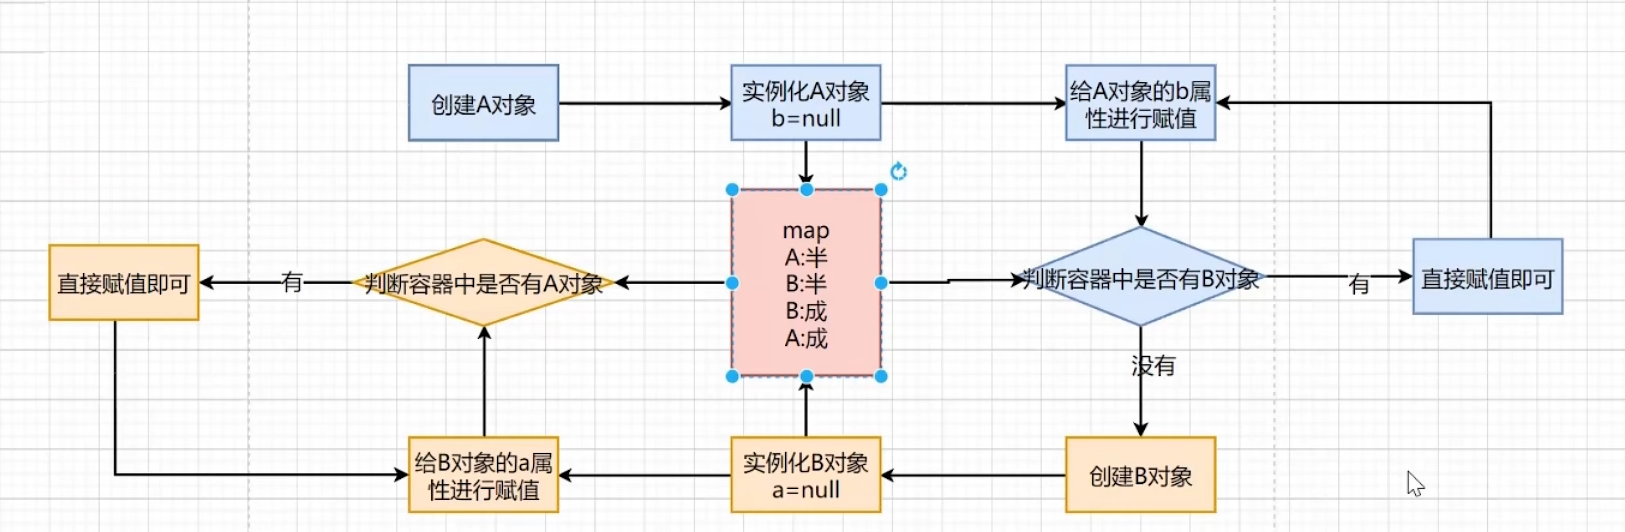 创建A对象
实例化A对象
b=null
给A对象的b属
性进行赋值
map
A:半
B:半
B:成
A:成
直接赋值即可
有
判断容器中是否有A对象
判断容器中是否有B对象
有
直接赋值即可
没有
给B对象的a属
性进行赋值
实例化B对象
a=null
创建B对象